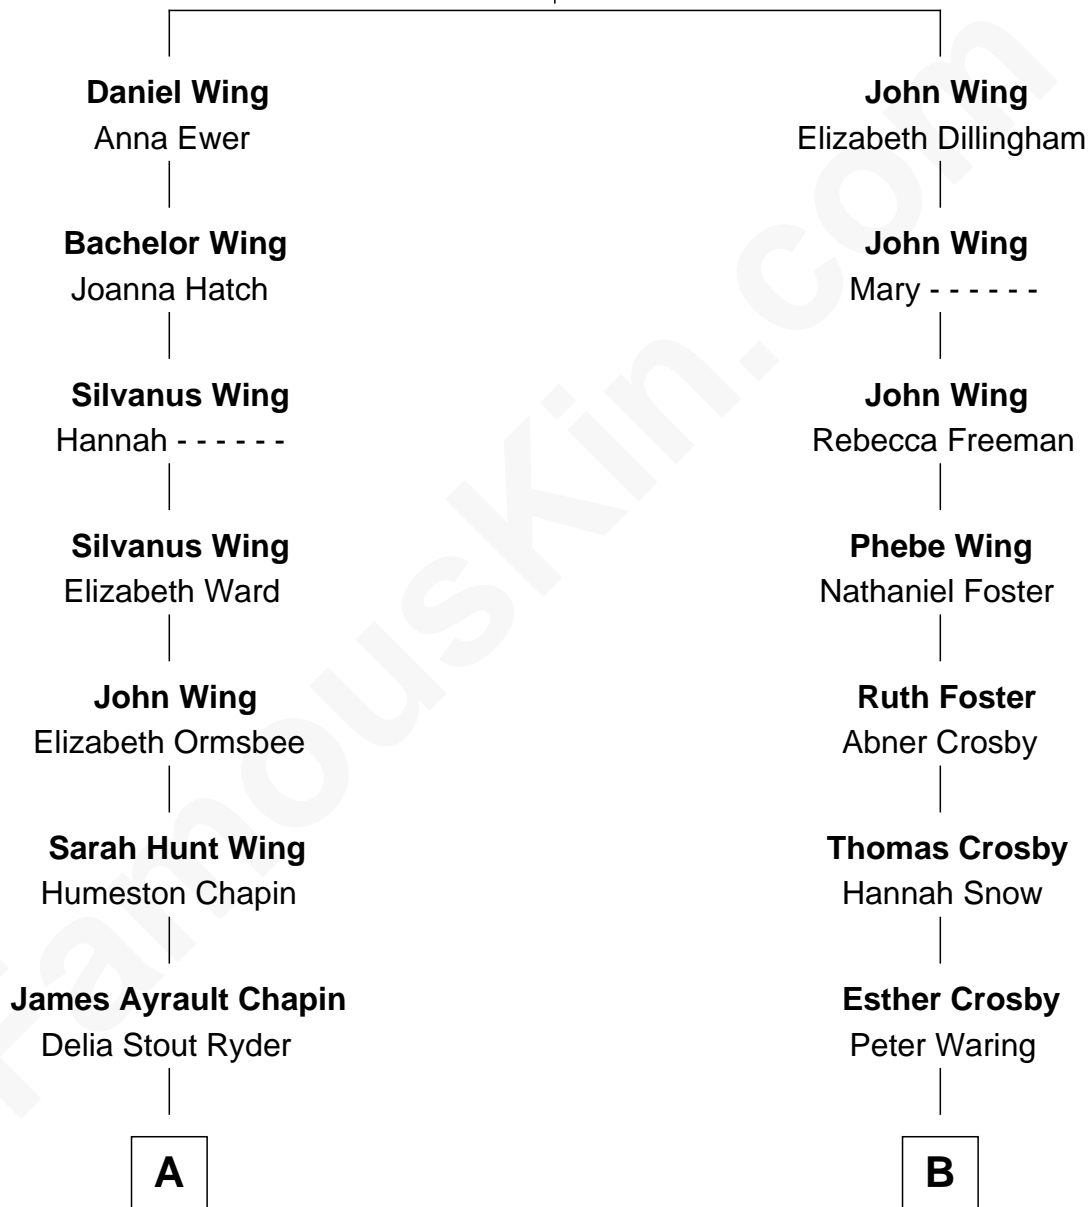 Daniel Wing
Anna Ewer
John Wing
Elizabeth Dillingham
Bachelor Wing
Joanna Hatch
John Wing
Mary - - - - - -
Silvanus Wing
Hannah - - - - - -
John Wing
Rebecca Freeman
Silvanus Wing
Elizabeth Ward
Phebe Wing
Nathaniel Foster
John Wing
Elizabeth Ormsbee
Ruth Foster
Abner Crosby
Sarah Hunt Wing
Humeston Chapin
Thomas Crosby
Hannah Snow
James Ayrault Chapin
Delia Stout Ryder
Esther Crosby
Peter Waring
A
B
FamousKin.com